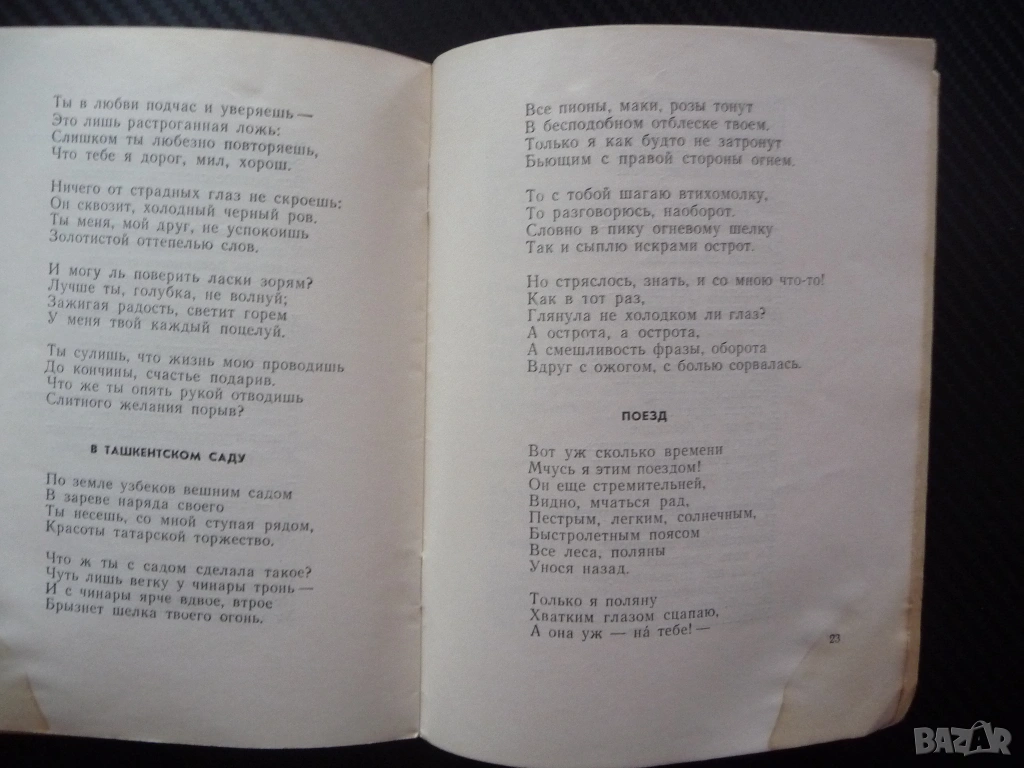 Ты в любви подчас и уверяешь —
Это лишь растроганная ложь:
Слишком ты любезно повторяешь,
Что тебе я дорог, мил, хорош.
Ничего от страдных глаз не скроешь:
Он сквозит, холодный черный ров.
Ты меня, мой друг, не успокоишь
Золотистой оттепелью слов.
И могу ль поверить ласки зорям?
Лучше ты, голубка, не волнуй;
Зажигая радость, светит горем
У меня твой каждый поцелуй.
Ты сулишь, что жизнь мою проводишь
До кончины, счастье подарив.
Что же ты опять рукой отводишь
Слитного желания порыв?
В ТАШКЕНТСКОМ САДУ
По земле узбеков вешним садом
В зареве наряда своего
Ты несешь, со мной ступая рядом,
Красоты татарской торжество.
Что ж ты с садом сделала такое?
Чуть лишь ветку у чинары тронь —
И с чинары ярче вдвое, втрое
Брызнет шелка твоего огонь.
Все пионы, маки, розы тонут
В бесподобном отблеске твоем,
Только я как будто не затронут
Бьющим с правой стороны огнем.
То с тобой шагаю втихомолку,
То разговорюсь, наоборот.
Словно в пику огневому шелку
Так и сыплю искрами острот.
Но стряслось, знать, и со мною что-то!
Как в тот раз,
Глянула не холодком ли глаз?
А острота, а острота,
А смешливость фразы, оборота
Вдруг с ожогом, с болью сорвалась.
ПОЕЗД
Вот уж сколько времени
Мчусь я этим поездом!
Он еще стремительней,
Видно, мчаться рад,
Пестрым, легким, солнечным,
Быстролетным поясом
Все леса, поляны
Унося назад.
Только я поляну
Хватким глазом сцапаю,
А она уж — на́ тебе! —
23
BAZAR